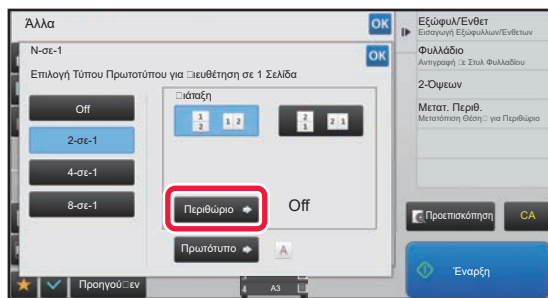 Άλλα
OK
N-σε-1
OK
Επιλογή Τύπου Πρωτοτύπου για □ιευθέτηση σε 1 Σελίδα
Off
2-σε-1
4-σε-1
8-σε-1
□ιάταξη
1 2 1 2
2 1 2 1
Περιθώριο
Off
Πρωτότυπο
A
Προηγού□εν
A3
Εξώφυλ/Ένθετ
Εισαγωγή Εξώφυλλων/Ένθετων
Φυλλάδιο
Αντιγραφή □ε Στυλ Φυλλαδίου
2-Όψεων
Μετατ. Περιθ.
Μετατόπιση Θέση□ για Περιθώριο
Προεπισκόπηση
CA
Έναρξη